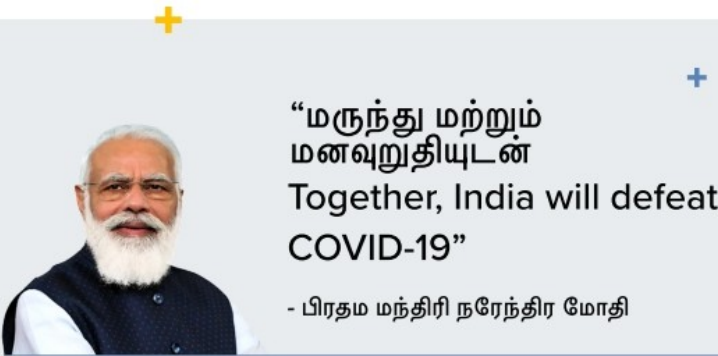 “மருந்து மற்றும்
மனவுறுதியுடன்
Together, India will defeat
COVID-19”
- பிரதம மந்திரி நரேந்திர மோதி